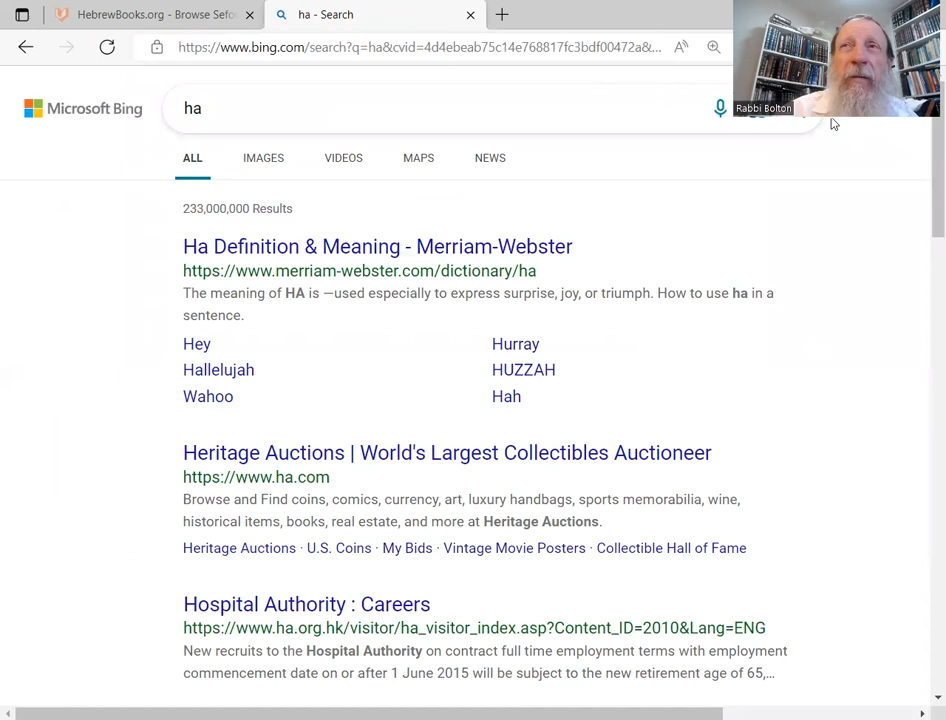 HebrewBooks.org - Browse Sefo
ha - Search
https://www.bing.com/search?q=ha&cvid=4d4ebeab75c14e768817fc3bdf00472a&...
Rabbi Bolton
Microsoft Bing
ha
ALL IMAGES VIDEOS MAPS NEWS
233,000,000 Results
Ha Definition & Meaning - Merriam-Webster
https://www.merriam-webster.com/dictionary/ha
The meaning of HA is —used especially to express surprise, joy, or triumph. How to use ha in a
sentence.
Hey Hurray
Hallelujah HUZZAH
Wahoo Hah
Heritage Auctions | World's Largest Collectibles Auctioneer
https://www.ha.com
Browse and Find coins, comics, currency, art, luxury handbags, sports memorabilia, wine,
historical items, books, real estate, and more at Heritage Auctions.
Heritage Auctions · U.S. Coins · My Bids · Vintage Movie Posters · Collectible Hall of Fame
Hospital Authority : Careers
https://www.ha.org.hk/visitor/ha_visitor_index.asp?Content_ID=2010&Lang=ENG
New recruits to the Hospital Authority on contract full time employment terms with employment
commencement date on or after 1 June 2015 will be subject to the new retirement age of 65,...